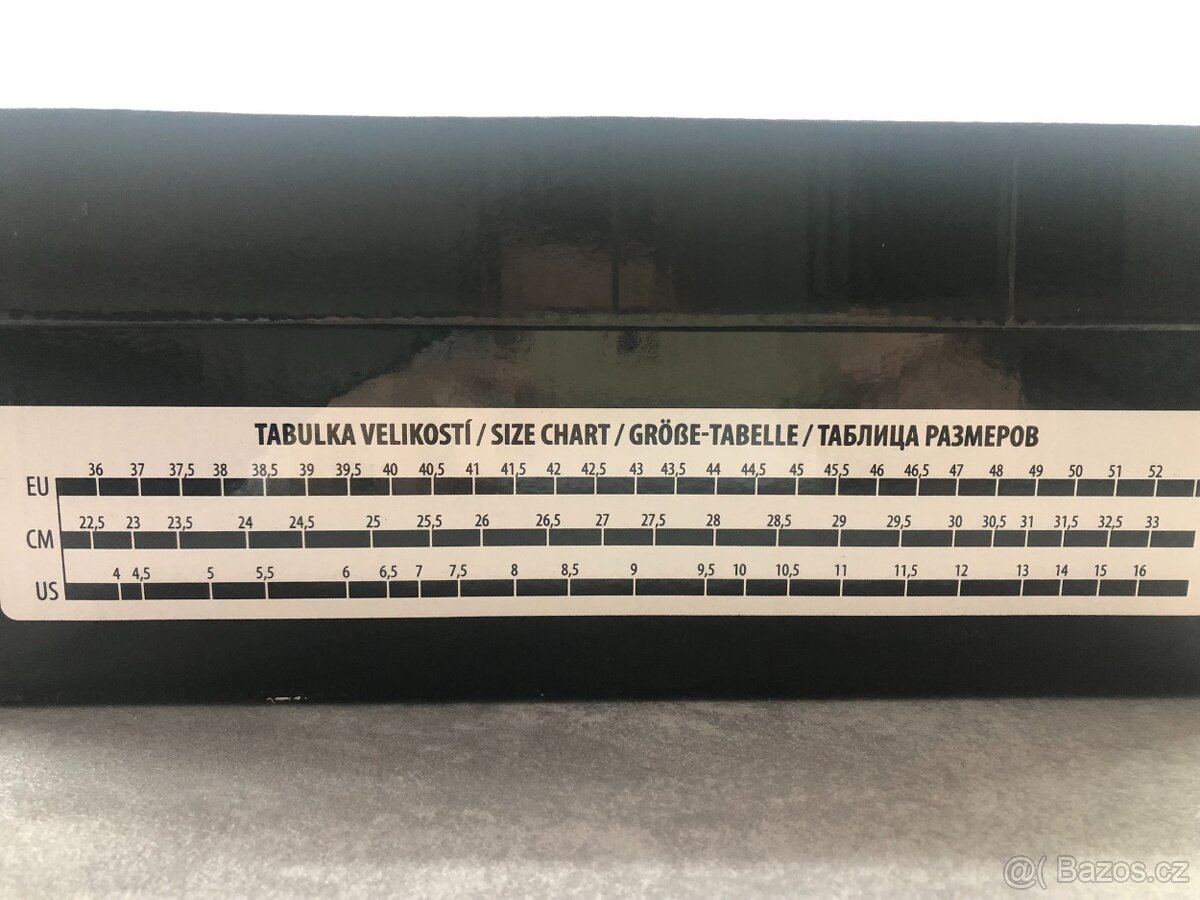 TABULKA VELIKOSTÍ / SIZE CHART / GRÖßE-TABELLE / ТАБЛИЦА РАЗМЕРОВ
EU 36 37 37,5 38 38,5 39 39,5 40 40,5 41 41,5 42 42,5 43 43,5 44 44,5 45 45,5 46 46,5 47 48 49 50 51 52
CM 22,5 23 23,5 24 24,5 25 25,5 26 26,5 27 27,5 28 28,5 29 29,5 30 30,5 31 31,5 32,5 33
US 4 4,5 5 5,5 6 6,5 7 7,5 8 8,5 9 9,5 10 10,5 11 11,5 12 13 14 15 16
@( Bazos.cz